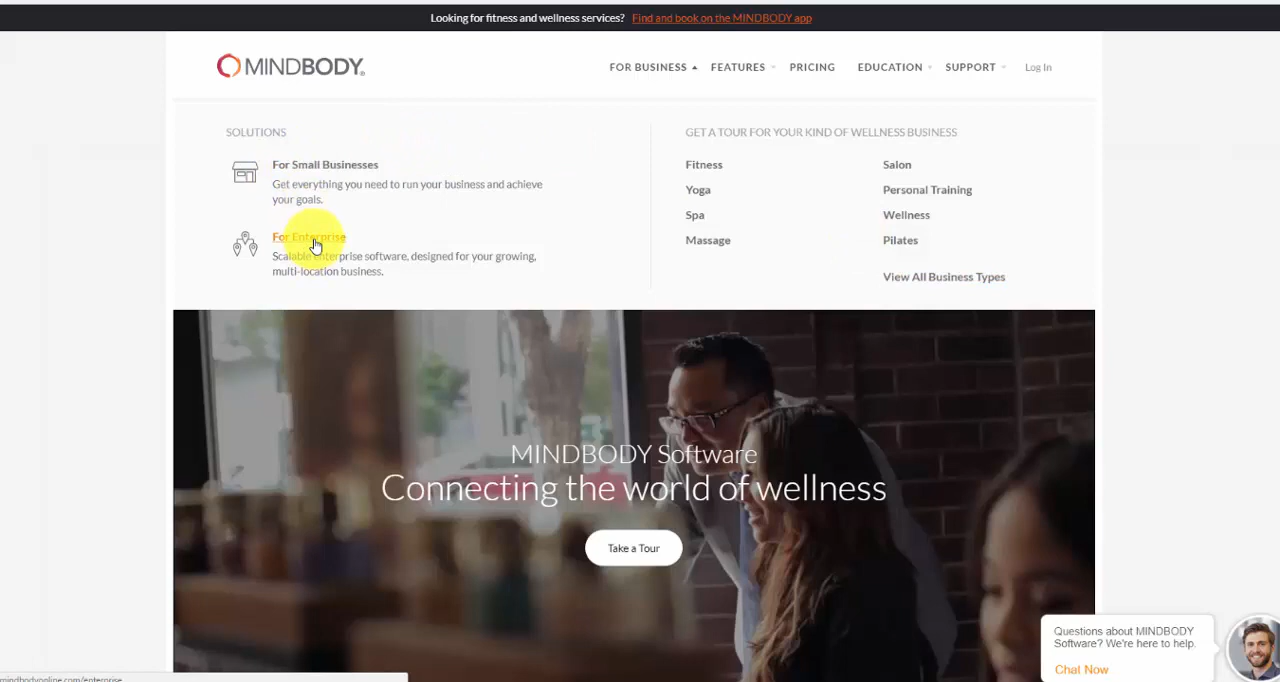 Looking for fitness and wellness services? Find and book on the MINDBODY app
MINDBODY®
FOR BUSINESS FEATURES PRICING EDUCATION SUPPORT Log In
SOLUTIONS
For Small Businesses
Get everything you need to run your business and achieve
your goals.
For Enterprise
Scalable enterprise software, designed for your growing,
multi-location business.
GET A TOUR FOR YOUR KIND OF WELLNESS BUSINESS
Fitness
Yoga
Spa
Massage
Salon
Personal Training
Wellness
Pilates
View All Business Types
MINDBODY Software
Connecting the world of wellness
Take a Tour
Questions about MINDBODY
Software? We're here to help.
Chat Now
mindbodyonline.com/enterprise